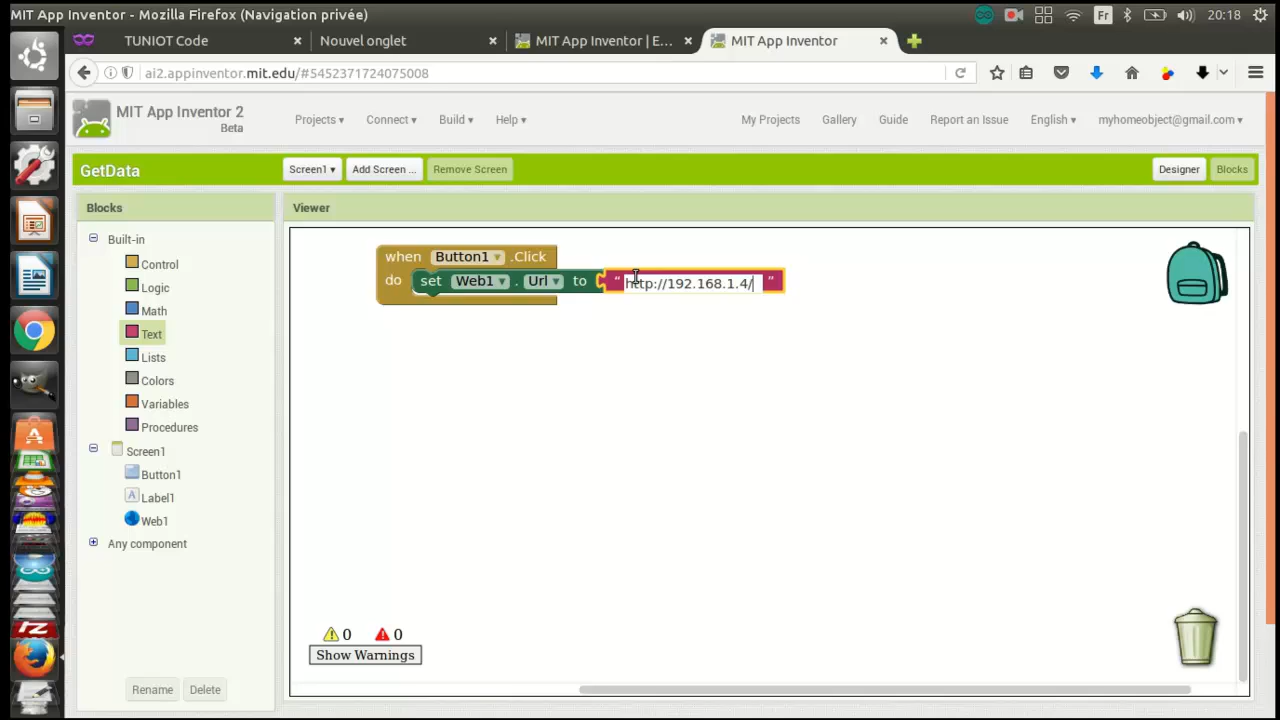 MIT App Inventor - Mozilla Firefox (Navigation privée)
Fr
20:18
TUNIOT Code
Nouvel onglet
MIT App Inventor | E...
MIT App Inventor
ai2.appinventor.mit.edu/#5452371724075008
MIT App Inventor 2
Beta
Projects
Connect
Build
Help
My Projects
Gallery
Guide
Report an Issue
English
myhomeobject@gmail.com
GetData
Screen1
Add Screen ...
Remove Screen
Designer
Blocks
Blocks
Viewer
Built-in
Control
Logic
Math
Text
Lists
Colors
Variables
Procedures
Screen1
Button1
A Label1
Web1
Any component
Rename
Delete
when Button1 .Click
do set Web1 . Url to “ http://192.168.1.4/ ”
0
0
Show Warnings